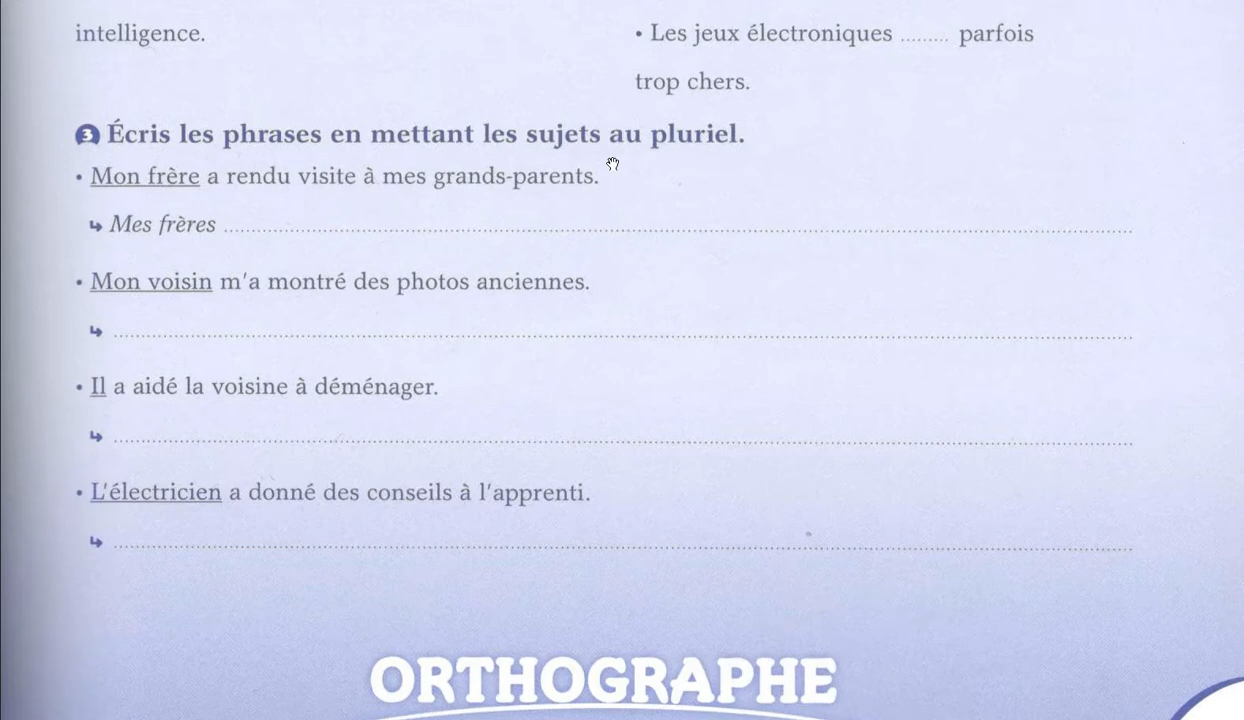 intelligence.
• Les jeux électroniques ......... parfois
trop chers.
3 Écris les phrases en mettant les sujets au pluriel.
• Mon frère a rendu visite à mes grands-parents.
↳ Mes frères ..........
• Mon voisin m'a montré des photos anciennes.
↳ ..........
• Il a aidé la voisine à déménager.
↳ ..........
• L'électricien a donné des conseils à l'apprenti.
↳ ..........
ORTHOGRAPHE